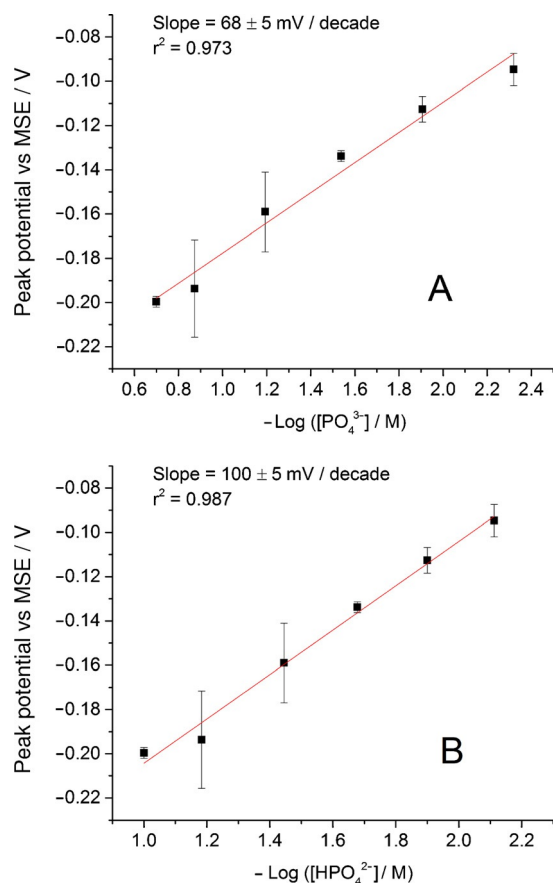 Slope = 68 ± 5 mV / decade
r² = 0.973
Peak potential vs MSE / V
−0.08
−0.10
−0.12
−0.14
−0.16
−0.18
−0.20
−0.22
A
0.6 0.8 1.0 1.2 1.4 1.6 1.8 2.0 2.2 2.4
−Log ([PO₄³⁻] / M)
Slope = 100 ± 5 mV / decade
r² = 0.987
Peak potential vs MSE / V
−0.08
−0.10
−0.12
−0.14
−0.16
−0.18
−0.20
−0.22
B
1.0 1.2 1.4 1.6 1.8 2.0 2.2
− Log ([HPO₄²⁻] / M)